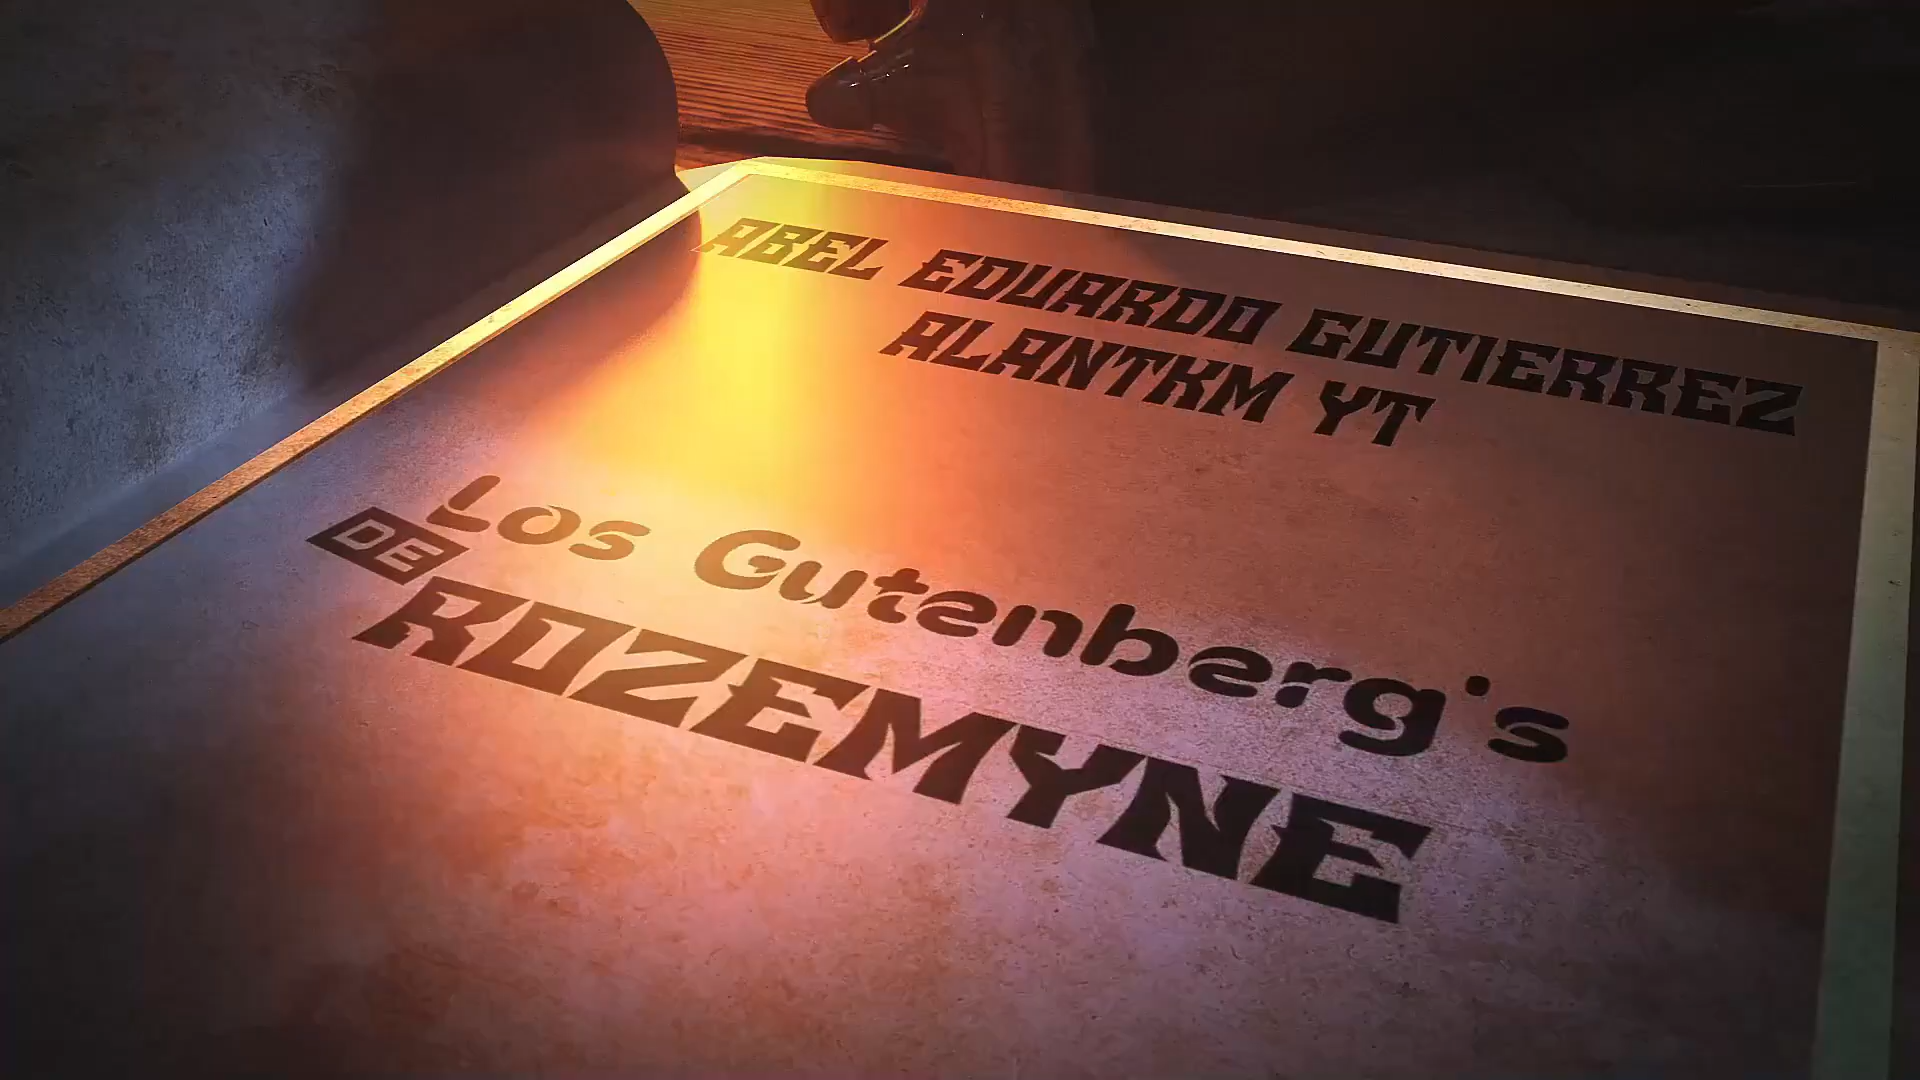 ABEL EDUARDO GUTIERREZ
ALANTKM YT
Los Gutenberg's
DE
ROZEMYNE